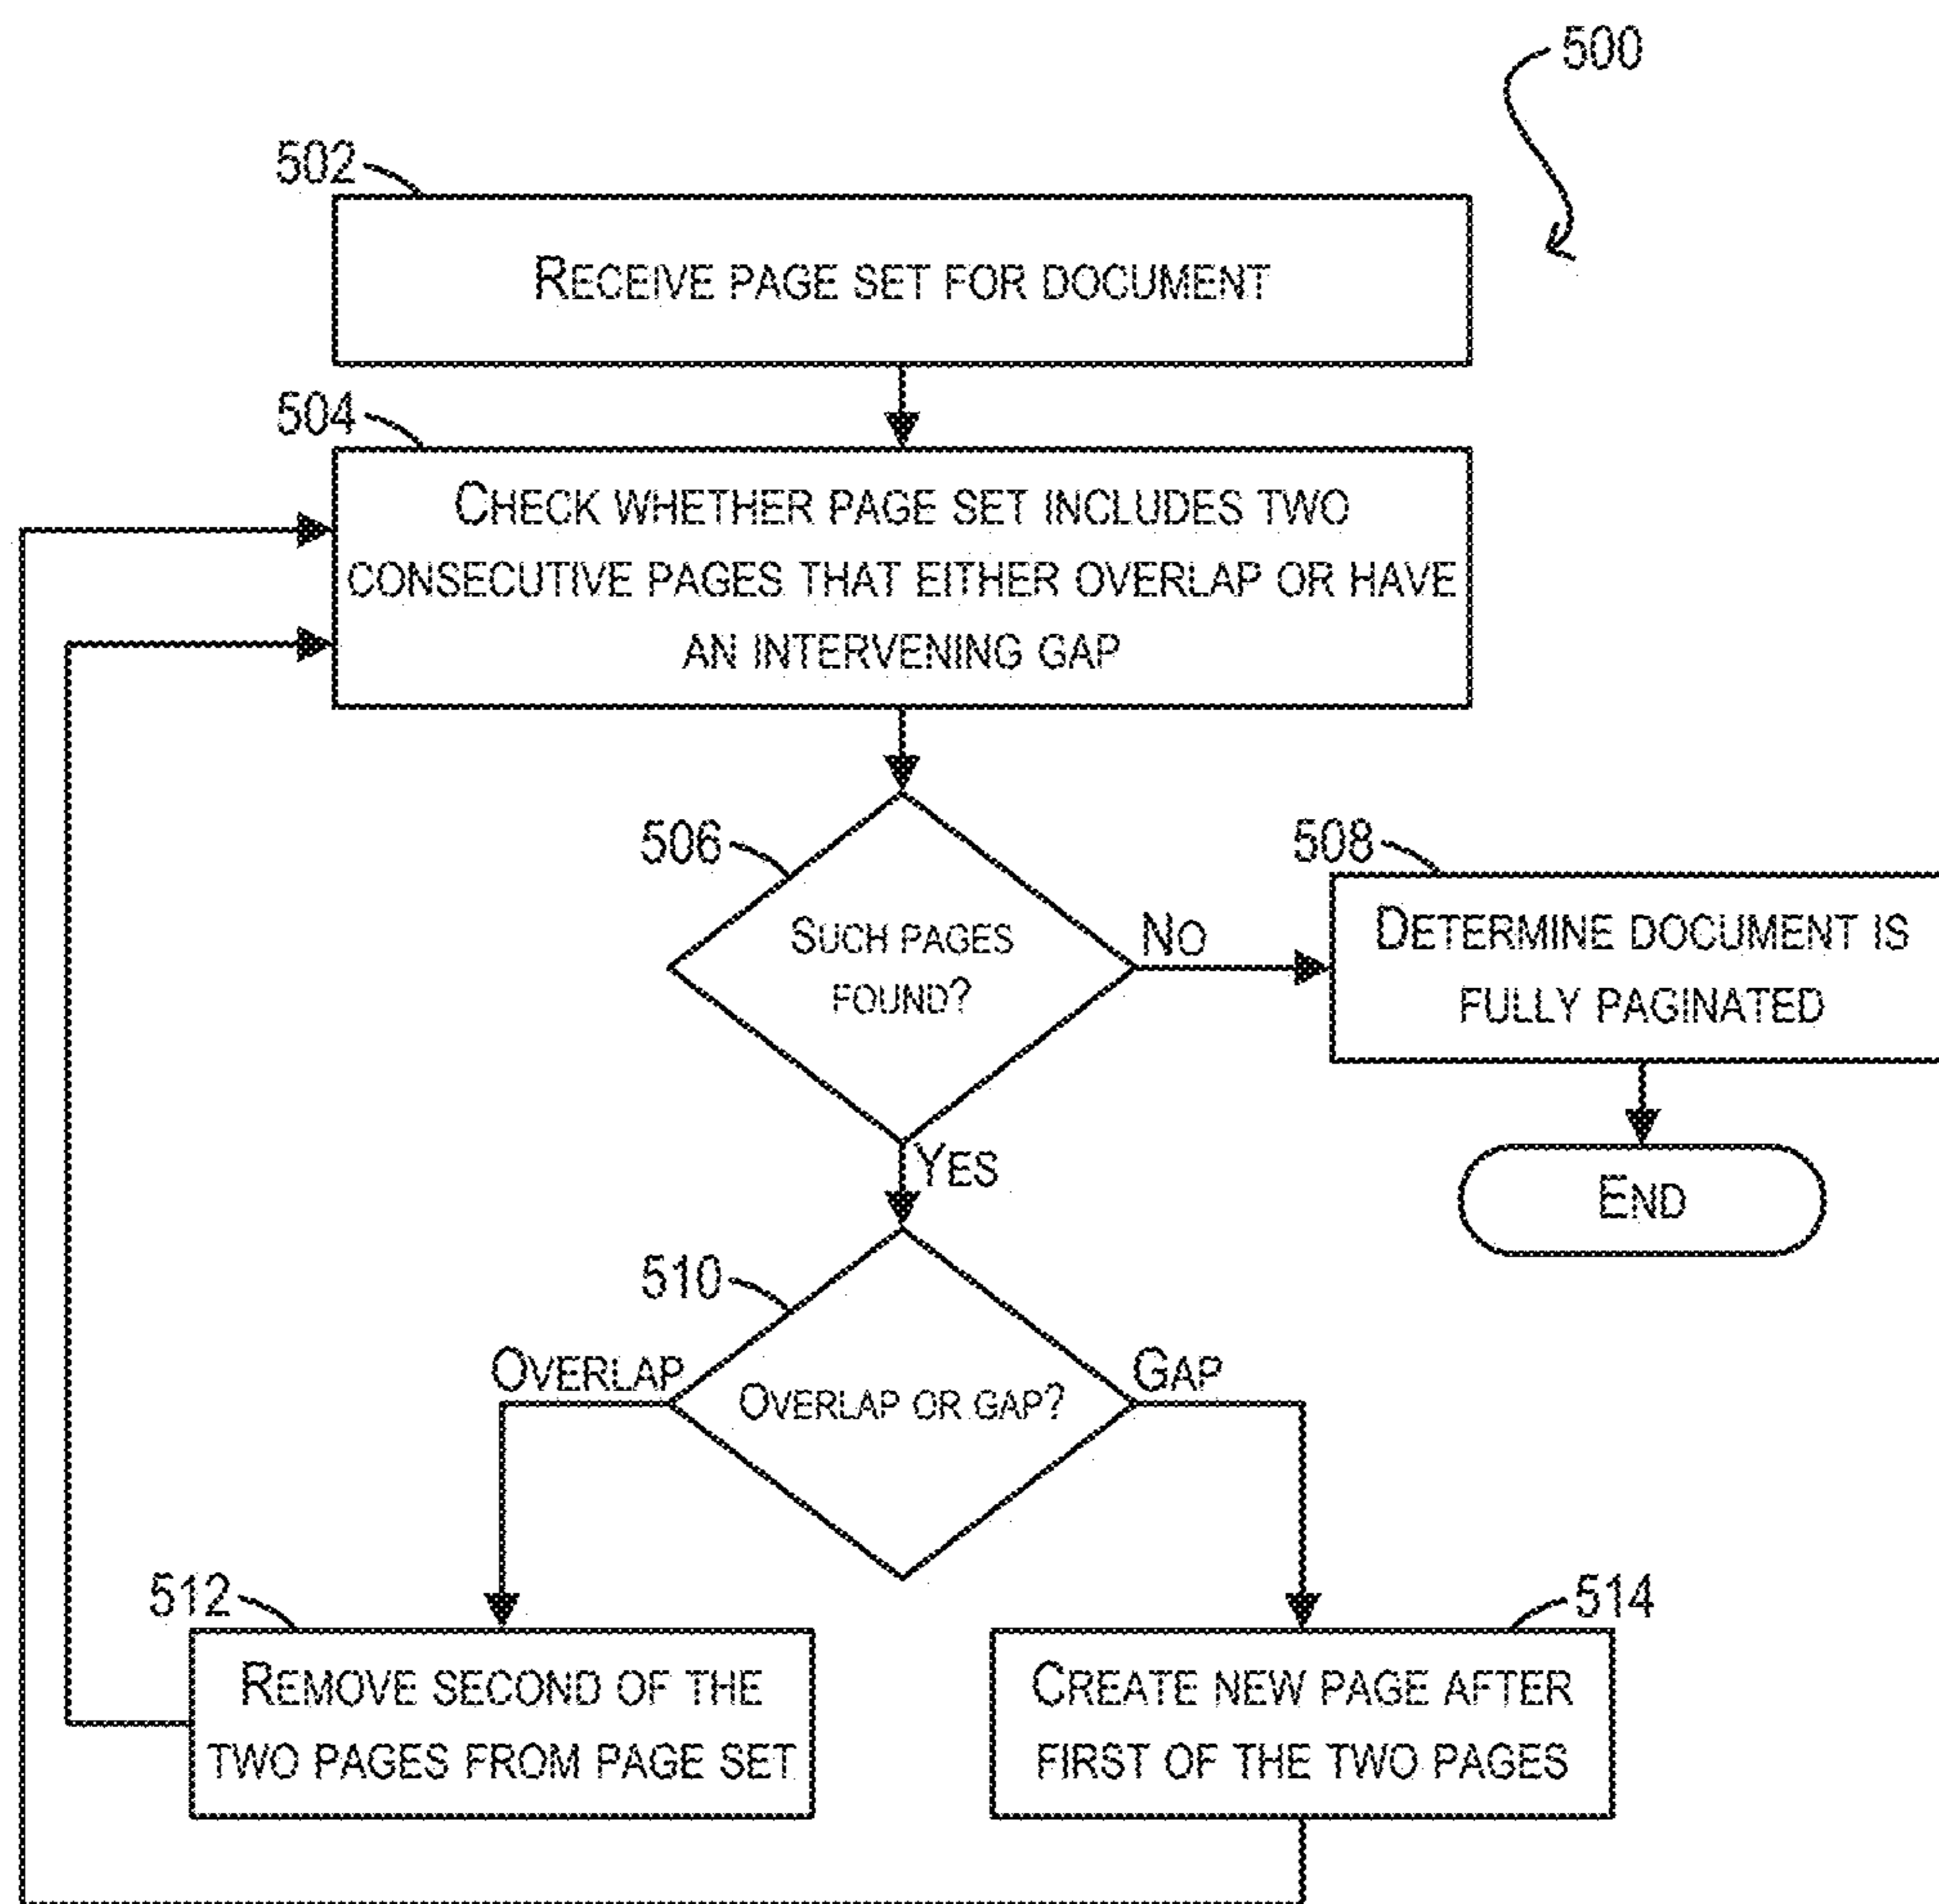 500
502
RECEIVE PAGE SET FOR DOCUMENT
504
CHECK WHETHER PAGE SET INCLUDES TWO
CONSECUTIVE PAGES THAT EITHER OVERLAP OR HAVE
AN INTERVENING GAP
506
SUCH PAGES
FOUND?
NO
508
DETERMINE DOCUMENT IS
FULLY PAGINATED
YES
END
510
OVERLAP
OVERLAP OR GAP?
GAP
512
REMOVE SECOND OF THE
TWO PAGES FROM PAGE SET
514
CREATE NEW PAGE AFTER
FIRST OF THE TWO PAGES